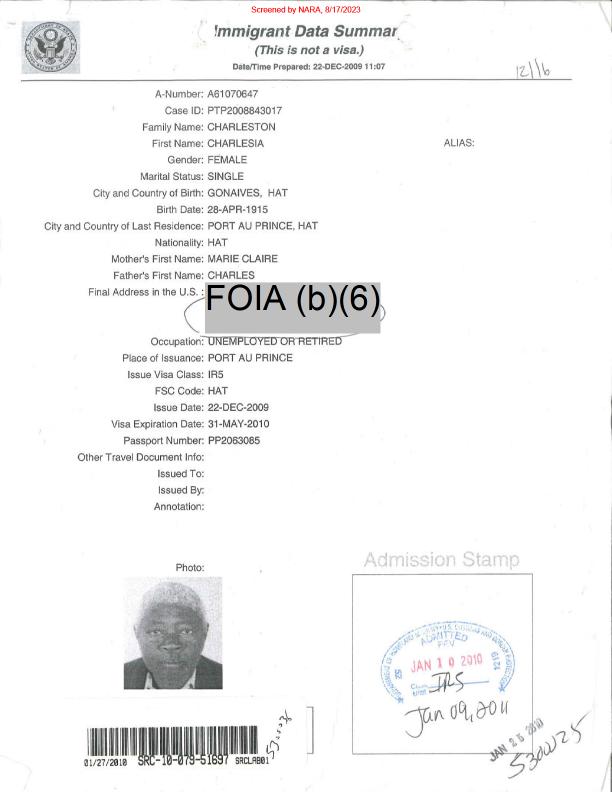 Screened by NARA, 8/17/2023
Immigrant Data Summar
(This is not a visa.)
Date/Time Prepared: 22-DEC-2009 11:07
12/16
A-Number: A61070647
Case ID: PTP2008843017
Family Name: CHARLESTON
First Name: CHARLESIA ALIAS:
Gender: FEMALE
Marital Status: SINGLE
City and Country of Birth: GONAIVES, HAT
Birth Date: 28-APR-1915
City and Country of Last Residence: PORT AU PRINCE, HAT
Nationality: HAT
Mother's First Name: MARIE CLAIRE
Father's First Name: CHARLES
Final Address in the U.S. : FOIA (b)(6)
Occupation: UNEMPLOYED OR RETIRED
Place of Issuance: PORT AU PRINCE
Issue Visa Class: IR5
FSC Code: HAT
Issue Date: 22-DEC-2009
Visa Expiration Date: 31-MAY-2010
Passport Number: PP2063085
Other Travel Document Info:
Issued To:
Issued By:
Annotation:
Photo:
Admission Stamp
ADMITTED
JAN 10 2010
IR5
Jan 09, 2011
JAN 25 2010
01/27/2010 SRC-10-079-51697 SRCLAB01